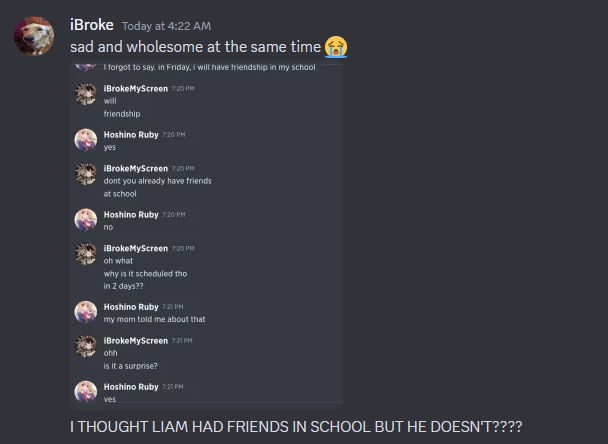 iBroke Today at 4:22 AM
sad and wholesome at the same time 😭
I forgot to say. in Friday, i will have friendship in my school
iBrokeMyScreen 7:20 PM
will
friendship
Hoshino Ruby 7:20 PM
yes
iBrokeMyScreen 7:20 PM
dont you already have friends
at school
Hoshino Ruby 7:20 PM
no
iBrokeMyScreen 7:20 PM
oh what
why is it scheduled tho
in 2 days??
Hoshino Ruby 7:21 PM
my mom told me about that
iBrokeMyScreen 7:21 PM
ohh
is it a surprise?
Hoshino Ruby 7:21 PM
yes
I THOUGHT LIAM HAD FRIENDS IN SCHOOL BUT HE DOESN'T????